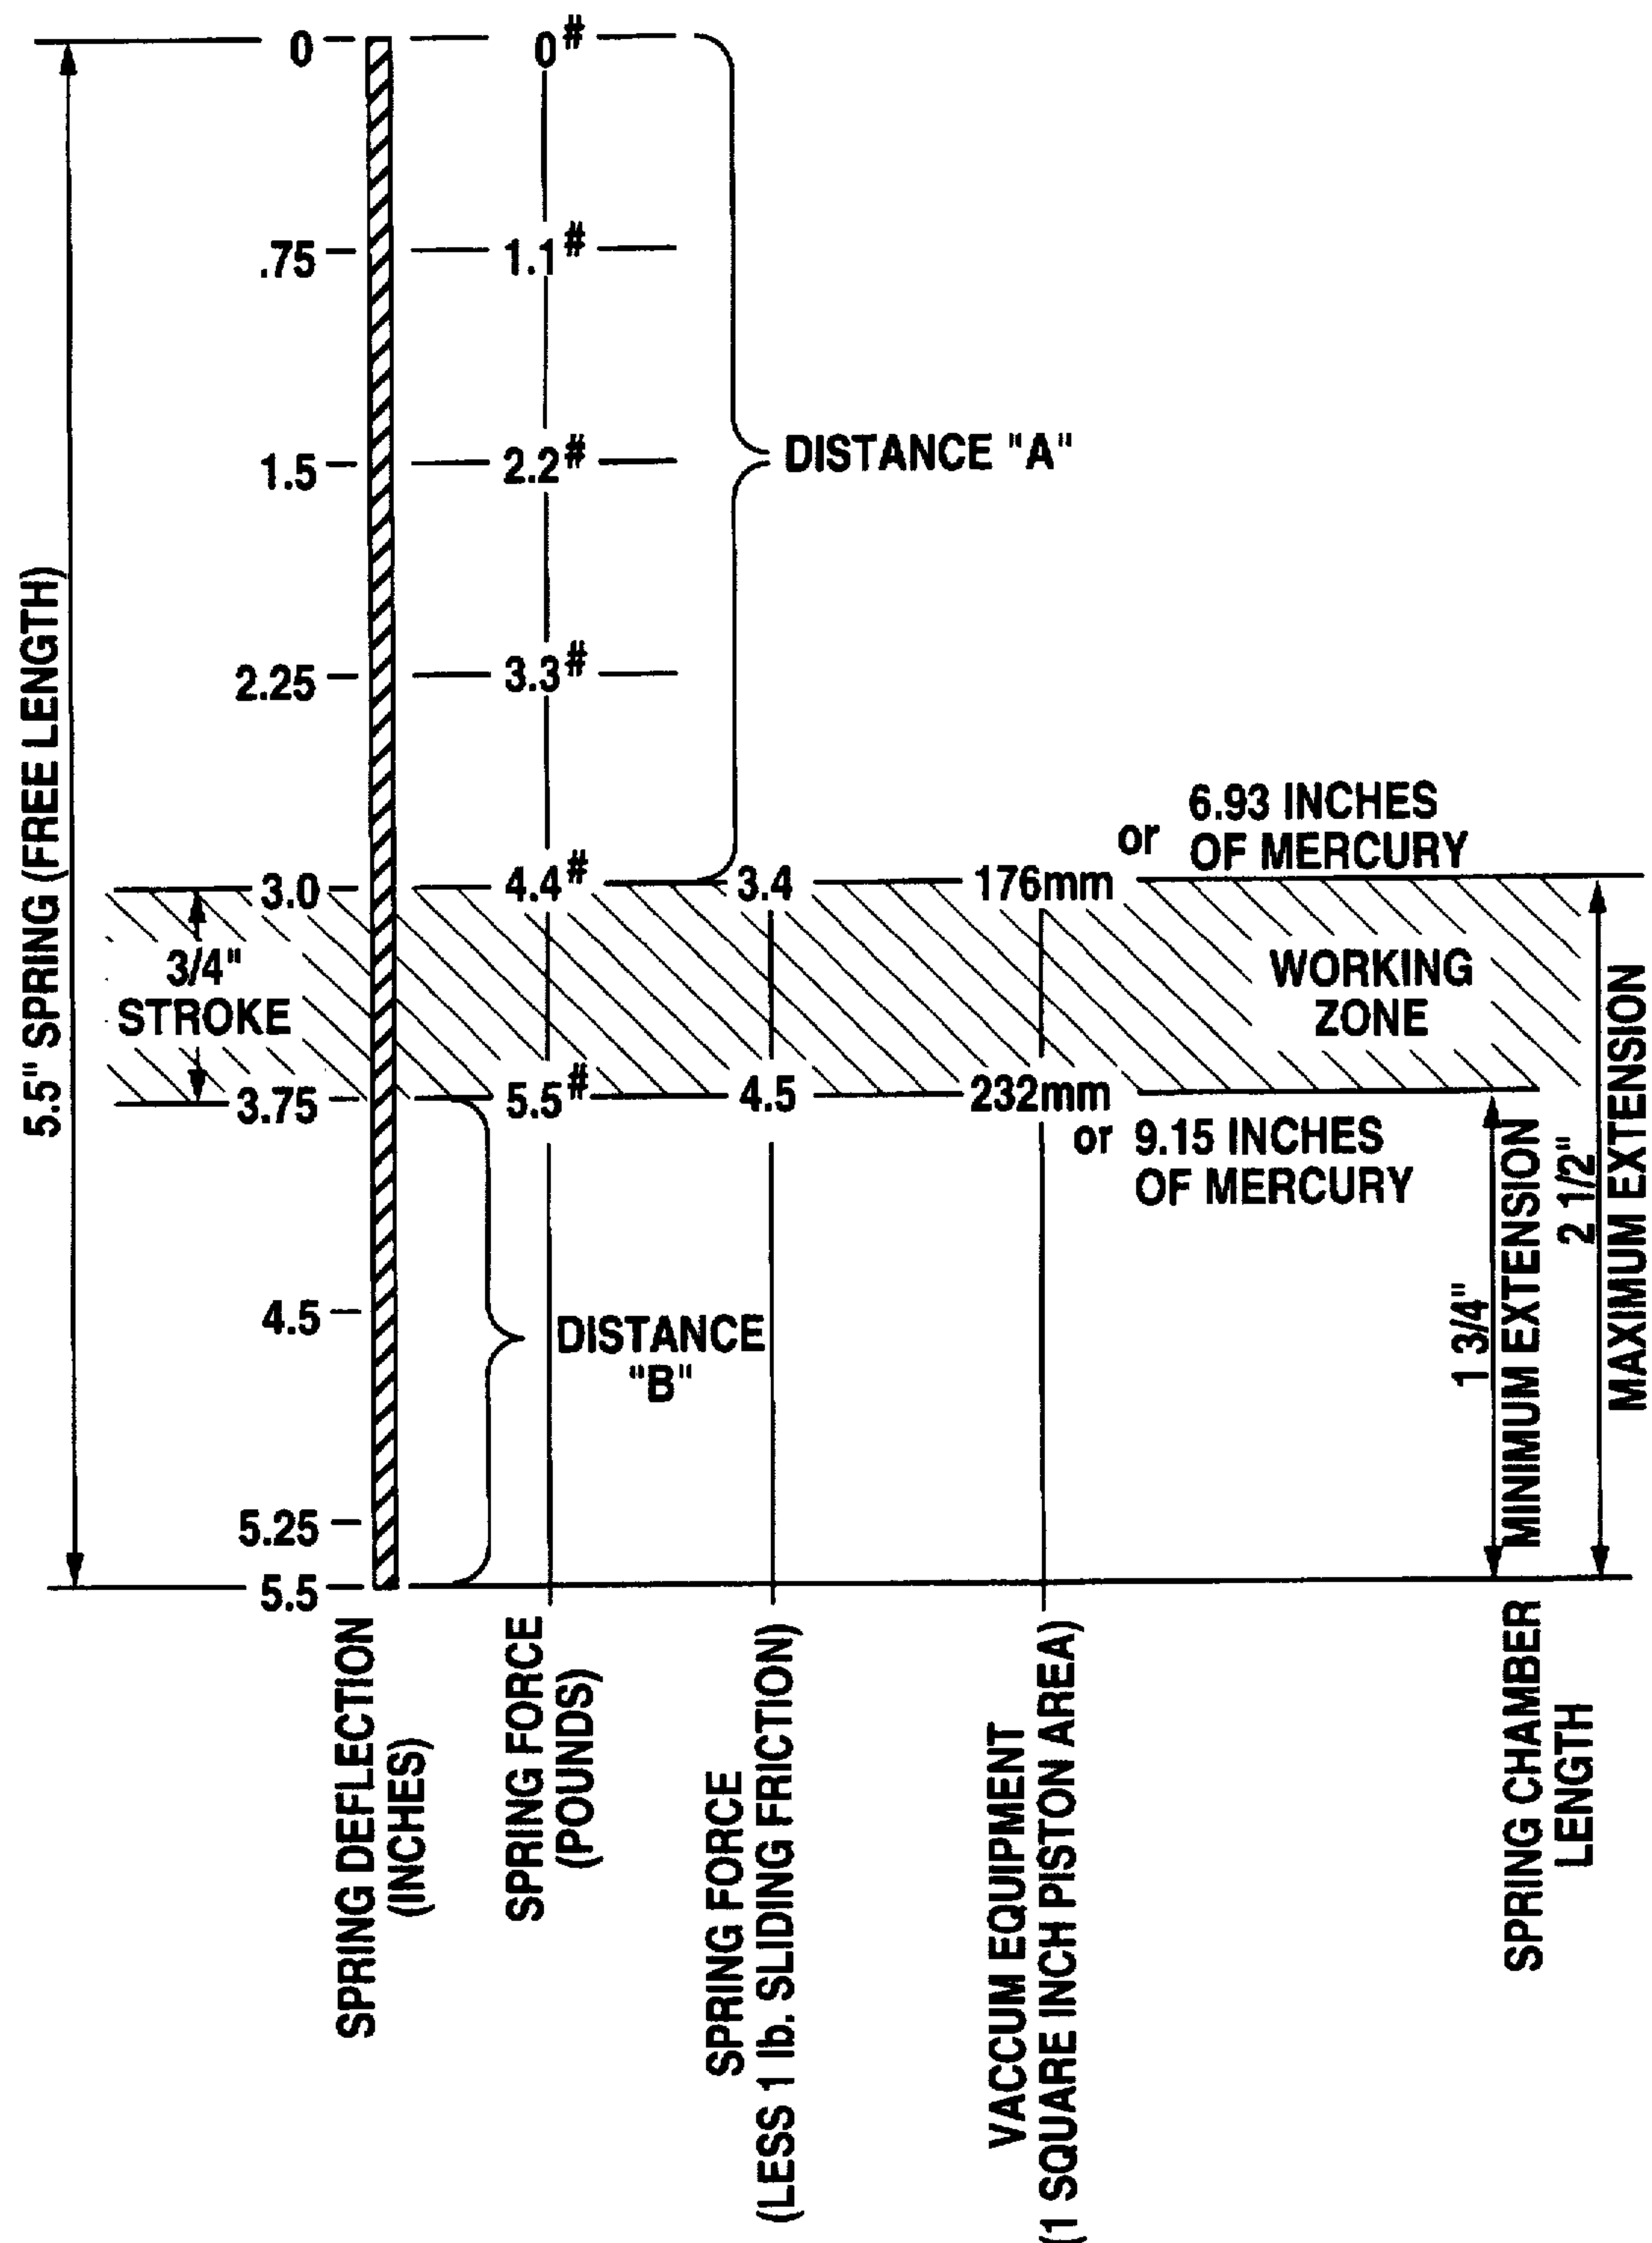 0 0#
.75 1.1#
1.5 2.2#
DISTANCE "A"
2.25 3.3#
5.5" SPRING (FREE LENGTH)
or 6.93 INCHES
OF MERCURY
3.0 4.4# 3.4 176mm
3/4"
STROKE
WORKING
ZONE
3.75 5.5# 4.5 232mm
or 9.15 INCHES
OF MERCURY
4.5
DISTANCE
"B"
5.25
5.5
1 3/4"
MINIMUM EXTENSION
2 1/2"
MAXIMUM EXTENSION
SPRING DEFLECTION
(INCHES)
SPRING FORCE
(POUNDS)
SPRING FORCE
(LESS 1 lb. SLIDING FRICTION)
VACCUM EQUIPMENT
(1 SQUARE INCH PISTON AREA)
SPRING CHAMBER
LENGTH